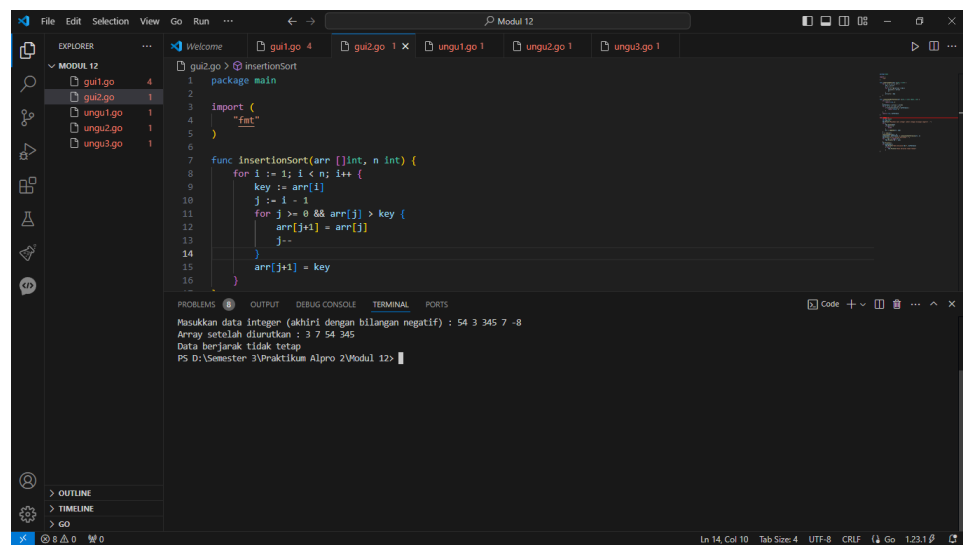 File Edit Selection View Go Run ··· Modul 12
EXPLORER ···
MODUL 12
gui1.go 4
gui2.go 1
ungu1.go 1
ungu2.go 1
ungu3.go 1
OUTLINE
TIMELINE
GO
Welcome gui1.go 4 gui2.go 1 ungu1.go 1 ungu2.go 1 ungu3.go 1 ···
gui2.go > insertionSort
1 package main
2
3 import (
4 "fmt"
5 )
6
7 func insertionSort(arr []int, n int) {
8 for i := 1; i < n; i++ {
9 key := arr[i]
10 j := i - 1
11 for j >= 0 && arr[j] > key {
12 arr[j+1] = arr[j]
13 j--
14 }
15 arr[j+1] = key
16 }
PROBLEMS 8 OUTPUT DEBUG CONSOLE TERMINAL PORTS Code
Masukkan data integer (akhiri dengan bilangan negatif) : 54 3 345 7 -8
Array setelah diurutkan : 3 7 54 345
Data berjarak tidak tetap
PS D:\Semester 3\Praktikum Alpro 2\Modul 12>
8 0 0 Ln 14, Col 10 Tab Size: 4 UTF-8 CRLF Go 1.23.1